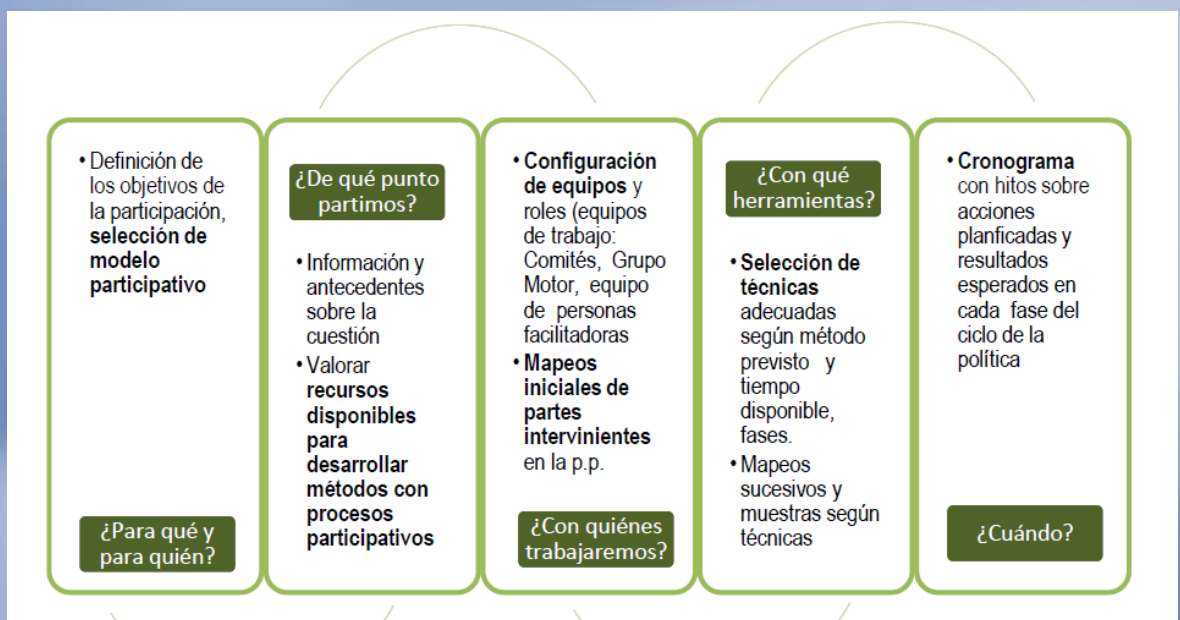 • Definición de
los objetivos de
la participación,
selección de
modelo
participativo
¿Para qué y
para quién?
¿De qué punto
partimos?
• Información y
antecedentes
sobre la
cuestión
• Valorar
recursos
disponibles
para
desarrollar
métodos con
procesos
participativos
• Configuración
de equipos y
roles (equipos
de trabajo:
Comités, Grupo
Motor, equipo
de personas
facilitadoras
• Mapeos
iniciales de
partes
intervinientes
en la p.p.
¿Con quiénes
trabajaremos?
¿Con qué
herramientas?
• Selección de
técnicas
adecuadas
según método
previsto y
tiempo
disponible,
fases.
• Mapeos
sucesivos y
muestras según
técnicas
• Cronograma
con hitos sobre
acciones
planficadas y
resultados
esperados en
cada fase del
ciclo de la
política
¿Cuándo?